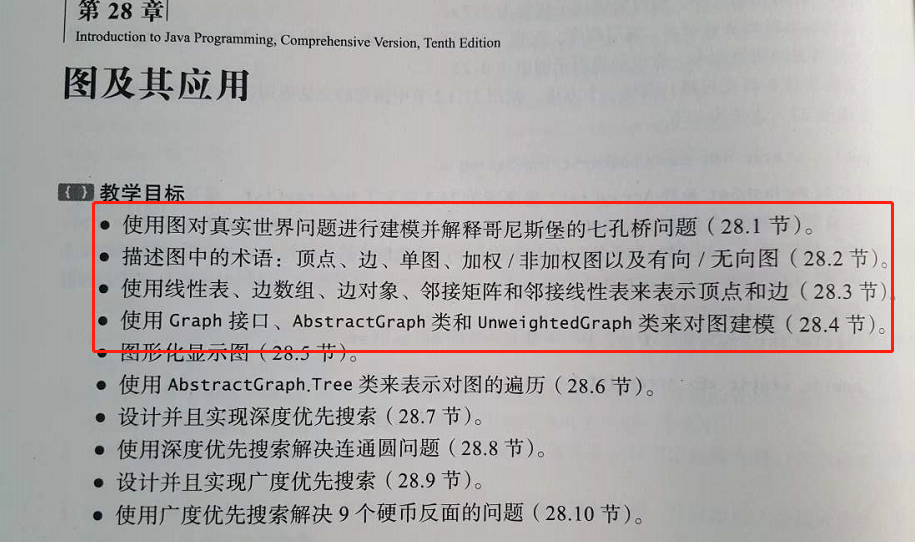 第 28 章
Introduction to Java Programming, Comprehensive Version, Tenth Edition
图及其应用
教学目标
● 使用图对真实世界问题进行建模并解释哥尼斯堡的七孔桥问题（28.1 节）。
● 描述图中的术语：顶点、边、单图、加权 / 非加权图以及有向 / 无向图（28.2 节）。
● 使用线性表、边数组、边对象、邻接矩阵和邻接线性表来表示顶点和边（28.3 节）。
● 使用 Graph 接口、AbstractGraph 类和 UnweightedGraph 类来对图建模（28.4 节）。
● 图形化显示图（28.5 节）。
● 使用 AbstractGraph.Tree 类来表示对图的遍历（28.6 节）。
● 设计并且实现深度优先搜索（28.7 节）。
● 使用深度优先搜索解决连通圆问题（28.8 节）。
● 设计并且实现广度优先搜索（28.9 节）。
● 使用广度优先搜索解决 9 个硬币反面的问题（28.10 节）。